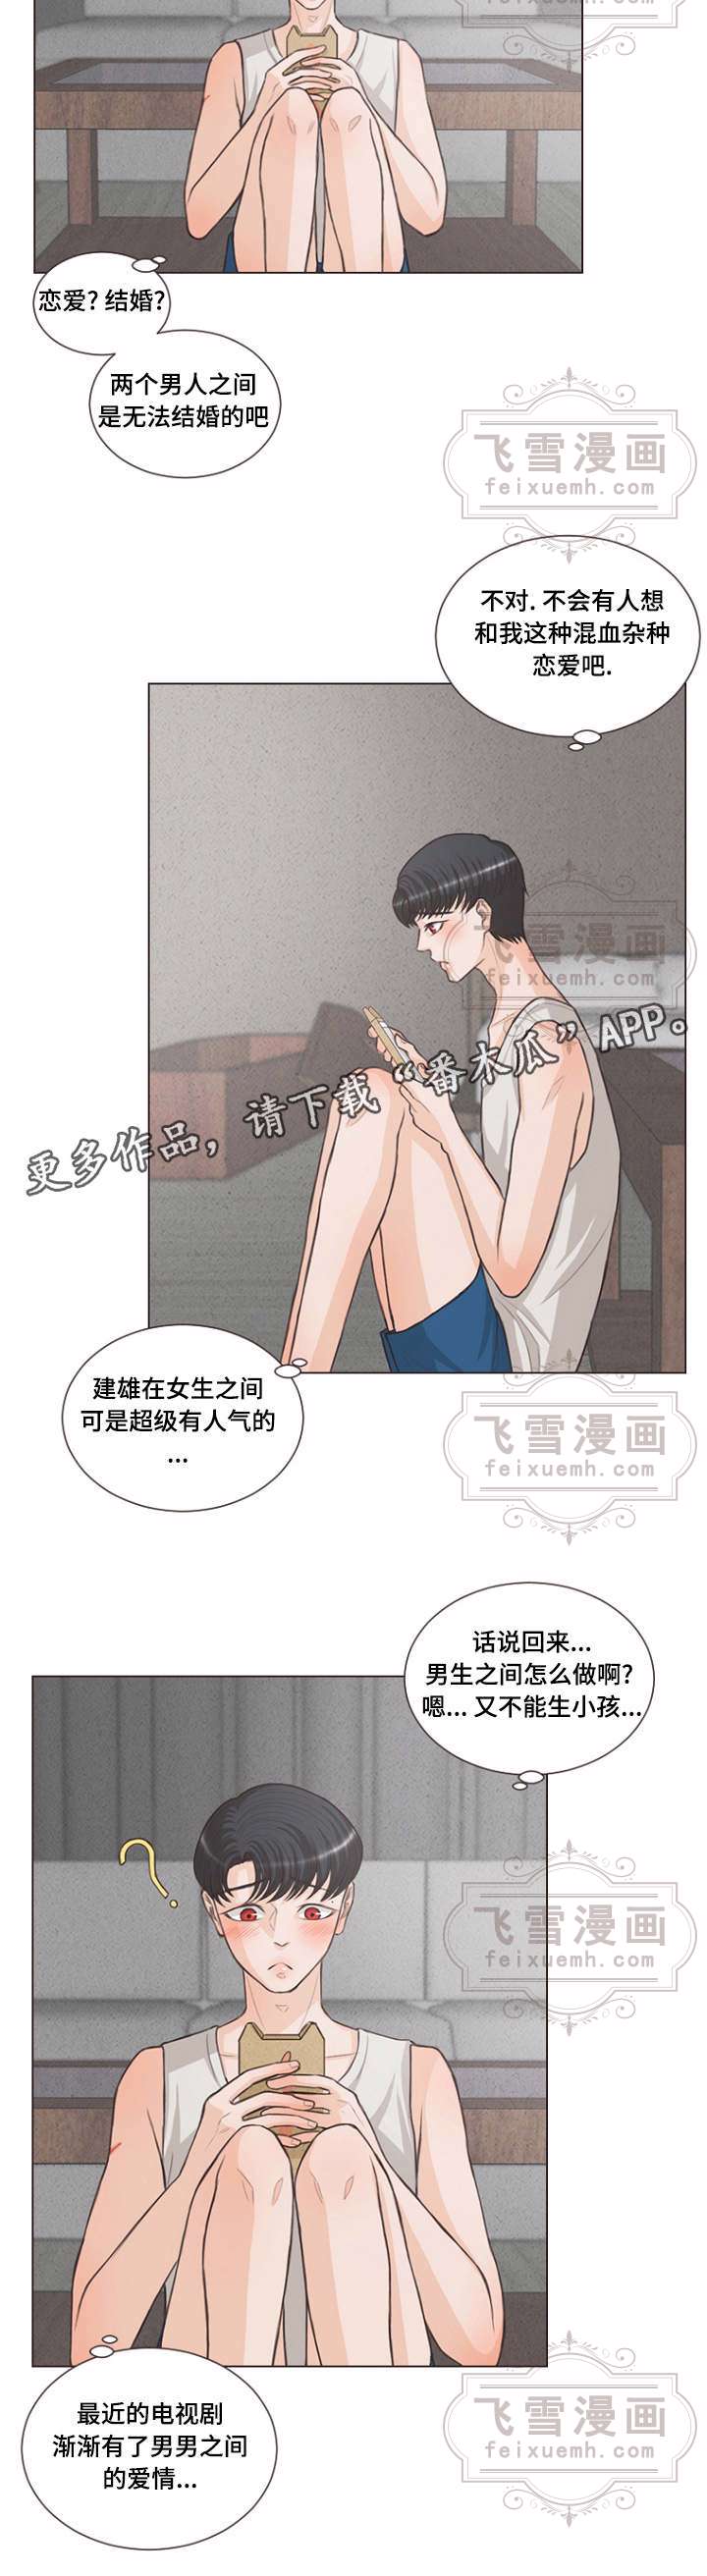 恋爱? 结婚?
两个男人之间
是无法结婚的吧
飞雪漫画
feixuemh.com
不对. 不会有人想
和我这种混血杂种
恋爱吧.
飞雪漫画
feixuemh.com
更多作品，请下载“番木瓜”APP。
建雄在女生之间
可是超级有人气的
...
飞雪漫画
feixuemh.com
话说回来...
男生之间怎么做啊?
嗯... 又不能生小孩...
?
飞雪漫画
feixuemh.com
最近的电视剧
渐渐有了男男之间
的爱情...
飞雪漫画
feixuemh.com